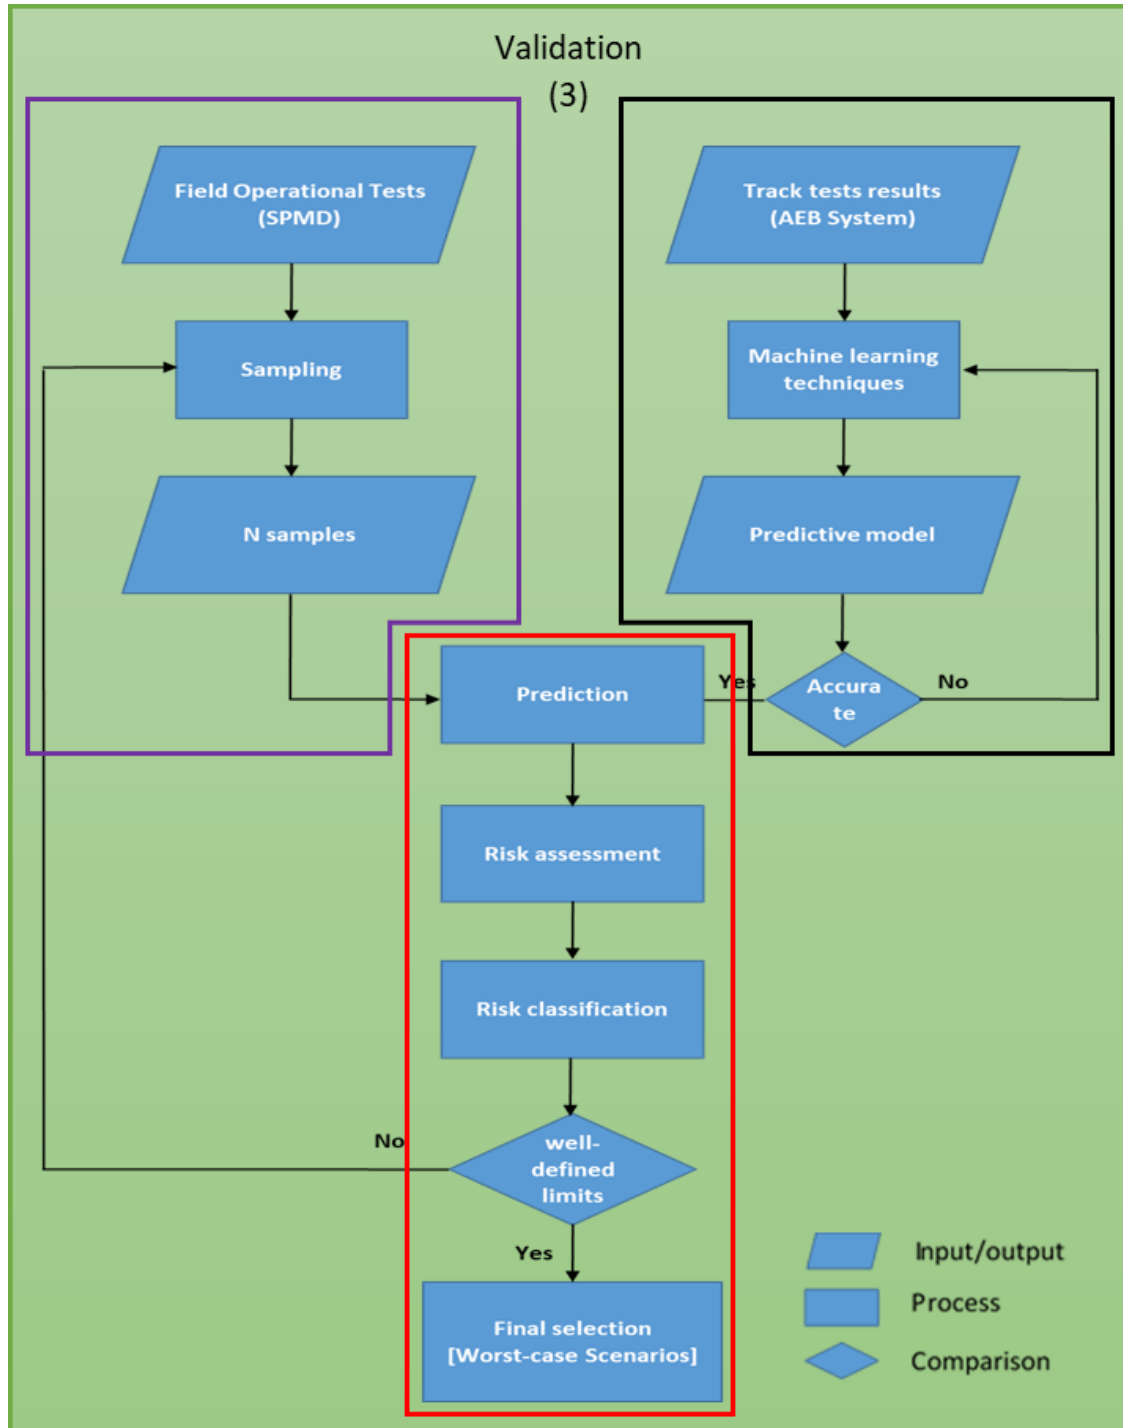 Validation
(3)
Field Operational Tests
(SPMD)
Sampling
N samples
Track tests results
(AEB System)
Machine learning
techniques
Predictive model
Accura
te
Yes
No
Prediction
Risk assessment
Risk classification
well-
defined
limits
No
Yes
Final selection
[Worst-case Scenarios]
Input/output
Process
Comparison